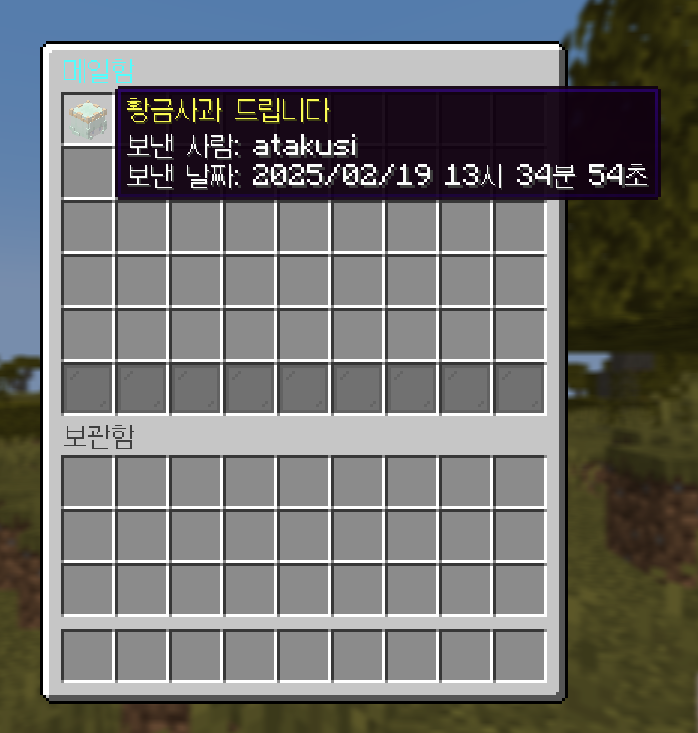 메일함
황금사과 드립니다
보낸 사람: atakusi
보낸 날짜: 2025/02/19 13시 34분 54초
보관함